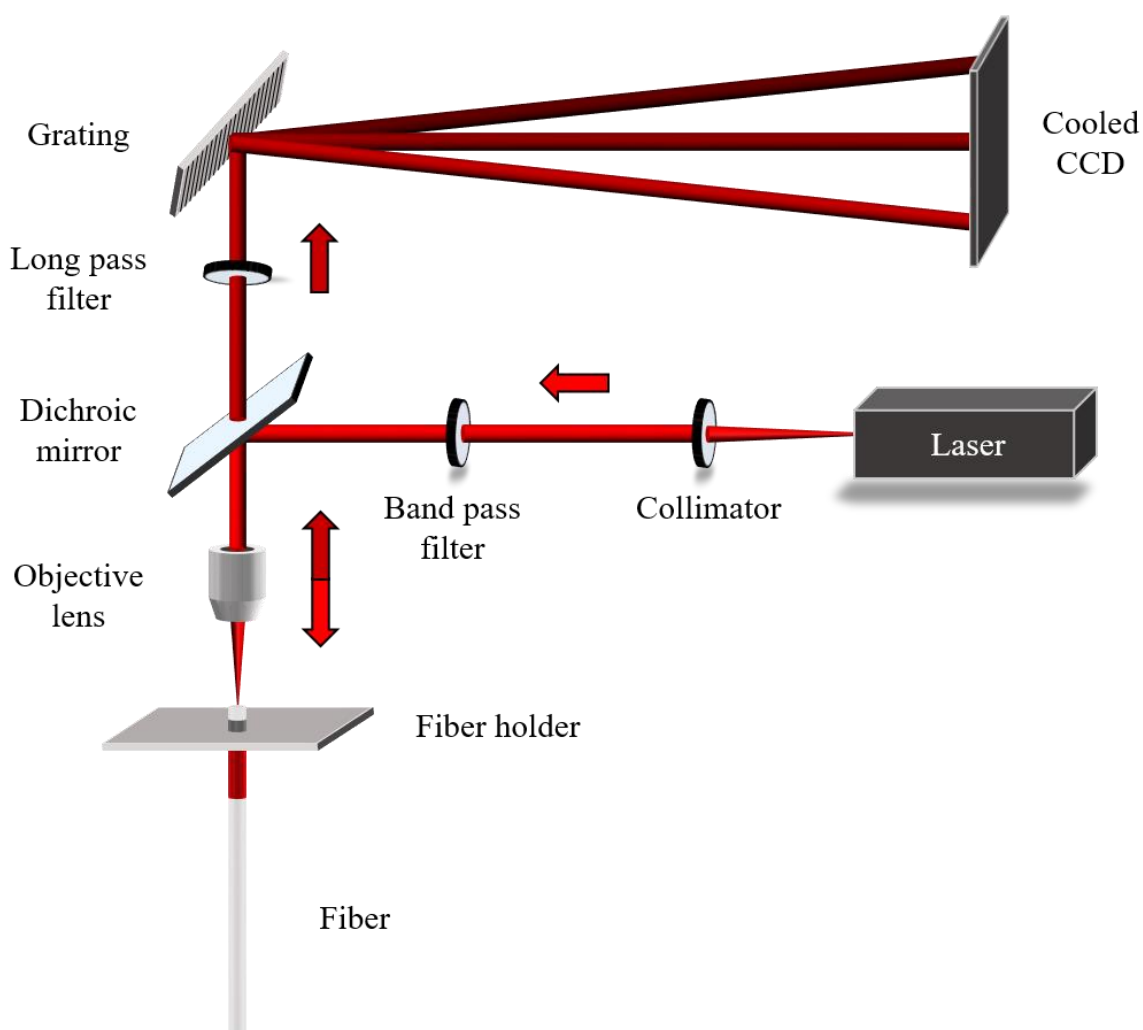 Grating
Cooled
CCD
Long pass
filter
Dichroic
mirror
Laser
Band pass
filter
Collimator
Objective
lens
Fiber holder
Fiber